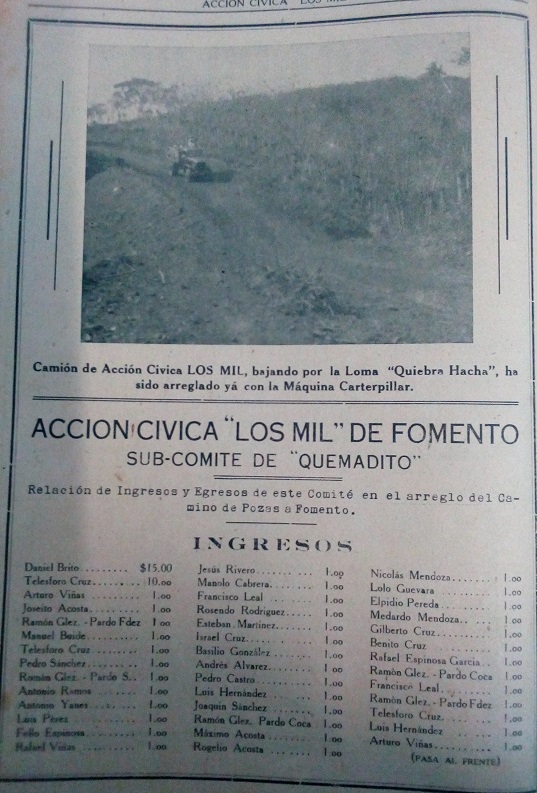 ACCION CIVICA "LOS MIL
Camión de Acción Civica LOS MIL, bajando por la Loma "Quiebra Hacha", ha
sido arreglado yá con la Máquina Carterpillar.
ACCION CIVICA "LOS MIL" DE FOMENTO
SUB-COMITE DE "QUEMADITO"
Relación de Ingresos y Egresos de este Comité en el arreglo del Ca-
mino de Pozas a Fomento.
INGRESOS
Daniel Brito......... $15.00
Telesforo Cruz....... 10.00
Arturo Viñas ........ 1.00
Joseito Acosta....... 1.00
Ramón Glez. - Pardo Fdez 1.00
Manuel Buide........ 1.00
Telesforo Cruz....... 1.00
Pedro Sánchez....... 1.00
Román Glez. - Pardo S.. 1.00
Antonio Ramos ...... 1.00
Antonio Yanes ...... 1.00
Luis Pérez.......... 1.00
Fello Espinosa....... 1.00
Rafael Viñas ........ 1.00
Jesús Rivero......... 1.00
Manolo Cabrera....... 1.00
Francisco Leal ....... 1.00
Rosendo Rodríguez..... 1.00
Esteban Martínez...... 1.00
Israel Cruz........... 1.00
Basilio González ...... 1.00
Andrés Alvarez........ 1.00
Pedro Castro.......... 1.00
Luis Hernández ....... 1.00
Joaquín Sánchez ...... 1.00
Ramón Glez. Pardo Coca 1.00
Máximo Acosta ....... 1.00
Rogelio Acosta ....... 1.00
Nicolás Mendoza....... 1.00
Lolo Guevara ......... 1.00
Elpidio Pereda........ 1.00
Medardo Mendoza...... 1.00
Gilberto Cruz......... 1.00
Benito Cruz .......... 1.00
Rafael Espinosa García.. 1.00
Ramón Glez. - Pardo Coca 1.00
Francisco Leal........ 1.00
Ramón Glez. - Pardo Fdez 1.00
Telesforo Cruz........ 1.00
Luis Hernández ....... 1.00
Arturo Viñas.......... 1.00
(PASA AL FRENTE)